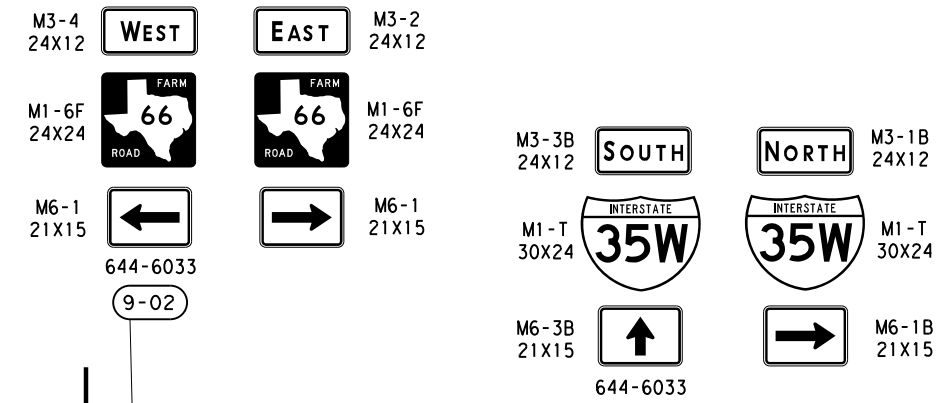 M3-4
24X12
WEST
EAST
M3-2
24X12
M1-6F
24X24
FARM
66
ROAD
FARM
66
ROAD
M1-6F
24X24
M6-1
21X15
M6-1
21X15
644-6033
9-02
M3-3B
24X12
SOUTH
NORTH
M3-1B
24X12
M1-T
30X24
INTERSTATE
35W
INTERSTATE
35W
M1-T
30X24
M6-3B
21X15
M6-1B
21X15
644-6033